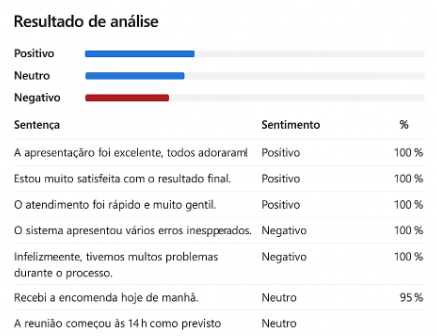 Resultado de análise
Positivo
Neutro
Negativo
Sentença Sentimento %
A apresentaçãro foi excelente, todos adoraram! Positivo 100 %
Estou muito satisfeita com o resultado final. Positivo 100 %
O atendimento foi rápido e muito gentil. Positivo 100 %
O sistema apresentou vários erros inespperados. Negativo 100 %
Infelizmeente, tivemos multos problemas Negativo 100 %
durante o processo.
Recebi a encomenda hoje de manhã. Neutro 95 %
A reunião começou às 14 h como previsto Neutro